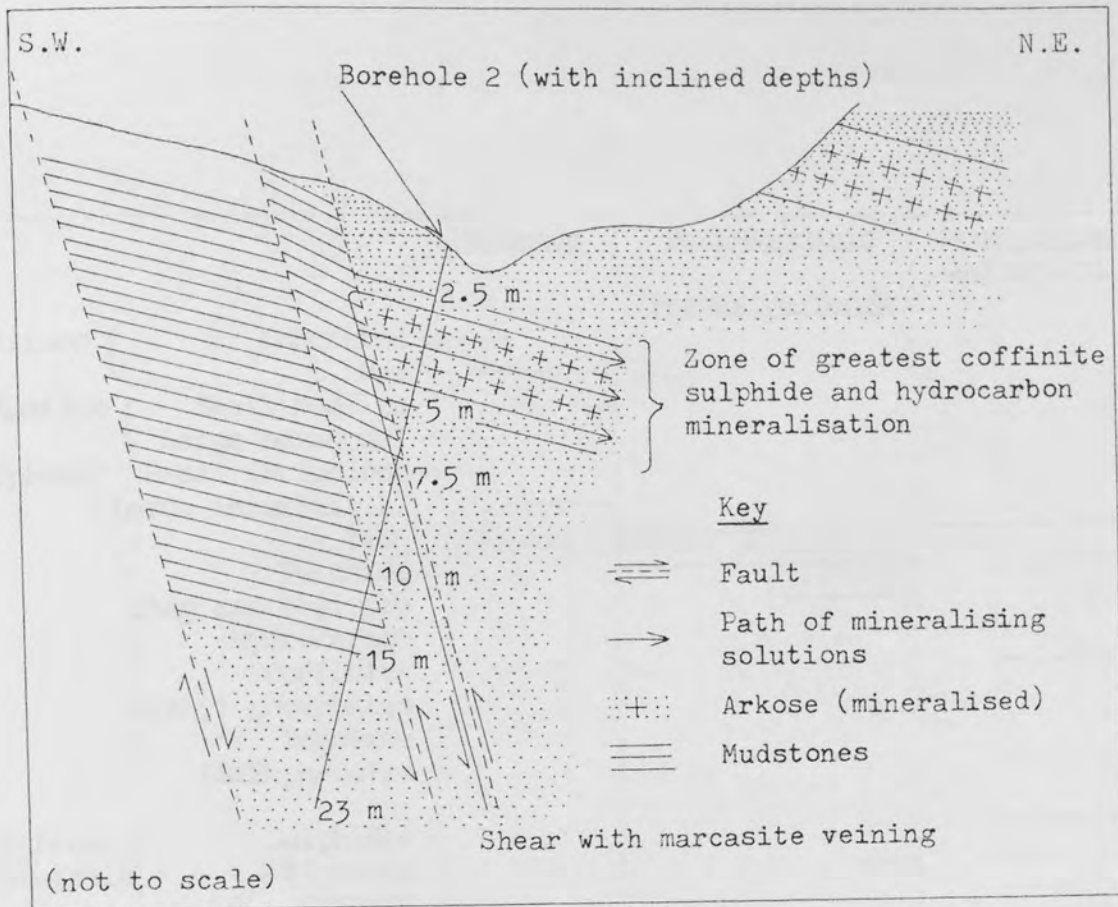 S.W.
N.E.
Borehole 2 (with inclined depths)
2.5 m
Zone of greatest coffinite
sulphide and hydrocarbon
mineralisation
5 m
7.5 m
Key
Fault
10 m
Path of mineralising
solutions
15 m
Arkose (mineralised)
Mudstones
23 m
Shear with marcasite veining
(not to scale)